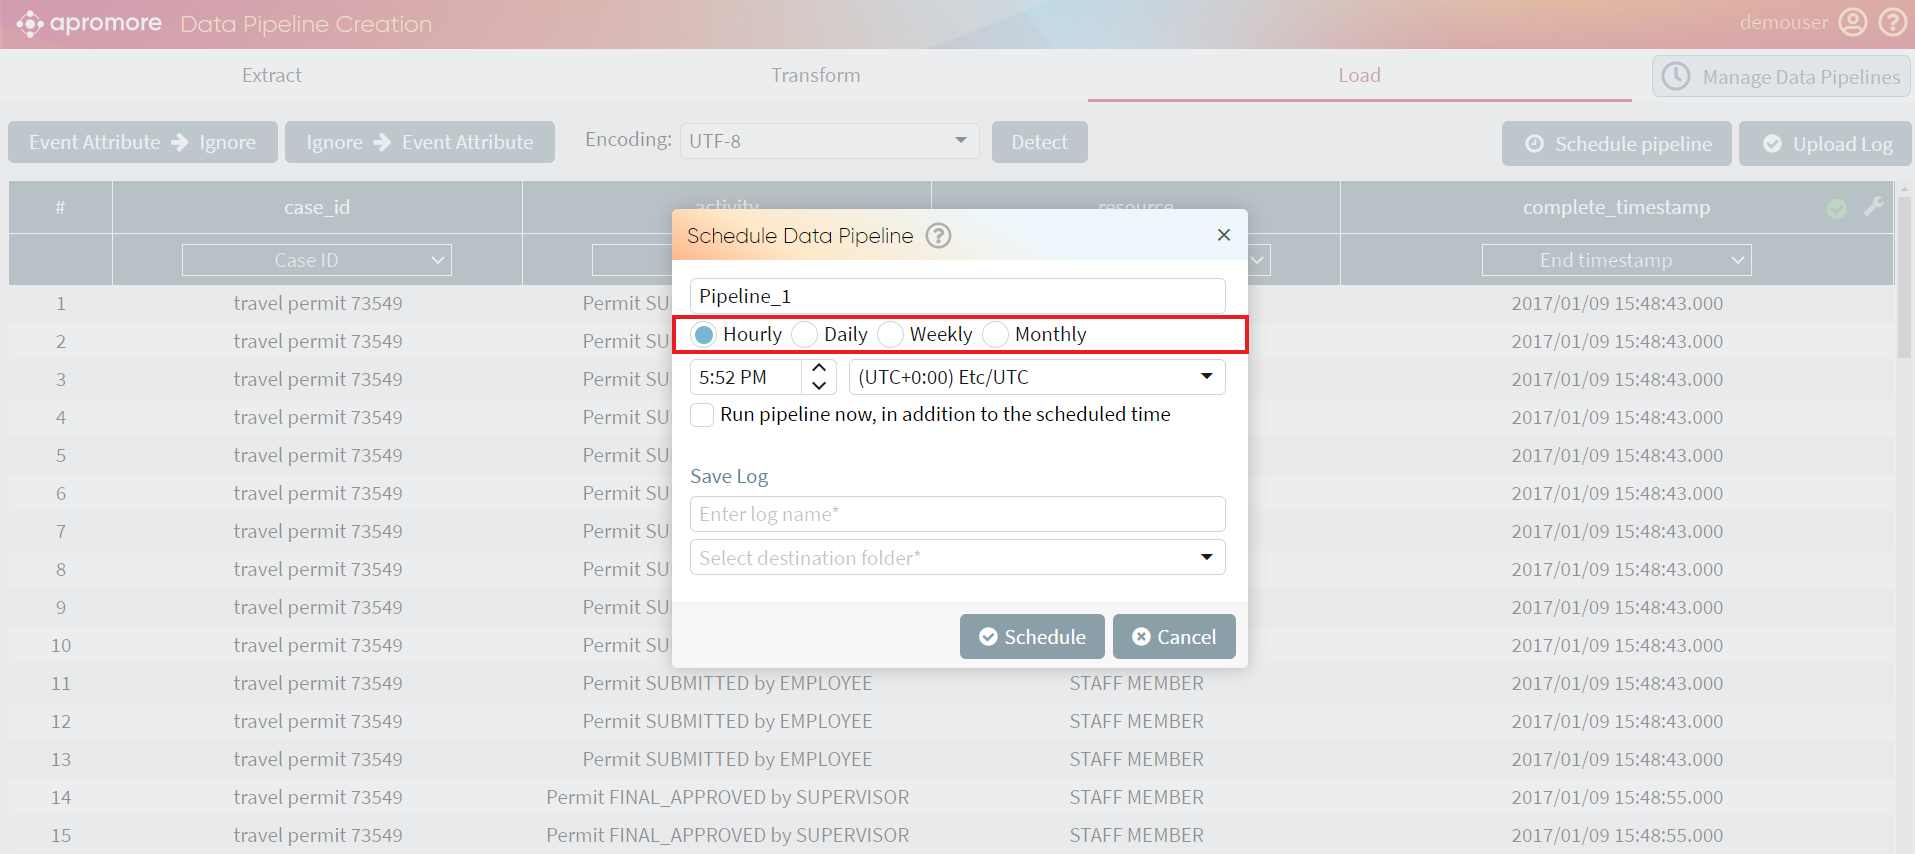 apromore Data Pipeline Creation demouser
Extract Transform Load Manage Data Pipelines
Event Attribute Ignore Ignore Event Attribute Encoding: UTF-8 Detect Schedule pipeline Upload Log
# case_id activity resource complete_timestamp
Case ID End timestamp
Schedule Data Pipeline ?
Pipeline_1
Hourly Daily Weekly Monthly
5:52 PM (UTC+0:00) Etc/UTC
Run pipeline now, in addition to the scheduled time
Save Log
Enter log name*
Select destination folder*
Schedule Cancel
1 travel permit 73549 Permit SU 2017/01/09 15:48:43.000
2 travel permit 73549 Permit SU 2017/01/09 15:48:43.000
3 travel permit 73549 Permit SU 2017/01/09 15:48:43.000
4 travel permit 73549 Permit SU 2017/01/09 15:48:43.000
5 travel permit 73549 Permit SU 2017/01/09 15:48:43.000
6 travel permit 73549 Permit SU 2017/01/09 15:48:43.000
7 travel permit 73549 Permit SU 2017/01/09 15:48:43.000
8 travel permit 73549 Permit SU 2017/01/09 15:48:43.000
9 travel permit 73549 Permit SU 2017/01/09 15:48:43.000
10 travel permit 73549 Permit SU 2017/01/09 15:48:43.000
11 travel permit 73549 Permit SUBMITTED by EMPLOYEE STAFF MEMBER 2017/01/09 15:48:43.000
12 travel permit 73549 Permit SUBMITTED by EMPLOYEE STAFF MEMBER 2017/01/09 15:48:43.000
13 travel permit 73549 Permit SUBMITTED by EMPLOYEE STAFF MEMBER 2017/01/09 15:48:43.000
14 travel permit 73549 Permit FINAL_APPROVED by SUPERVISOR STAFF MEMBER 2017/01/09 15:48:55.000
15 travel permit 73549 Permit FINAL_APPROVED by SUPERVISOR STAFF MEMBER 2017/01/09 15:48:55.000